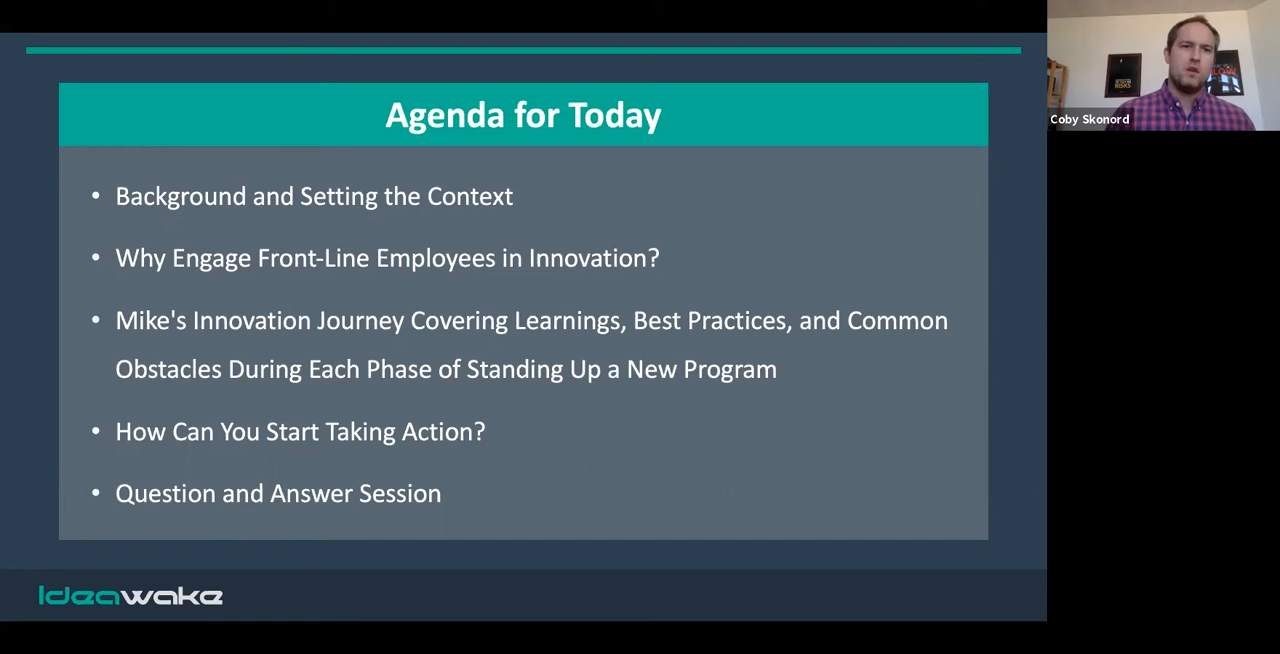 Agenda for Today
• Background and Setting the Context
• Why Engage Front-Line Employees in Innovation?
• Mike's Innovation Journey Covering Learnings, Best Practices, and Common
Obstacles During Each Phase of Standing Up a New Program
• How Can You Start Taking Action?
• Question and Answer Session
Ideawake
Coby Skonord
RISKS